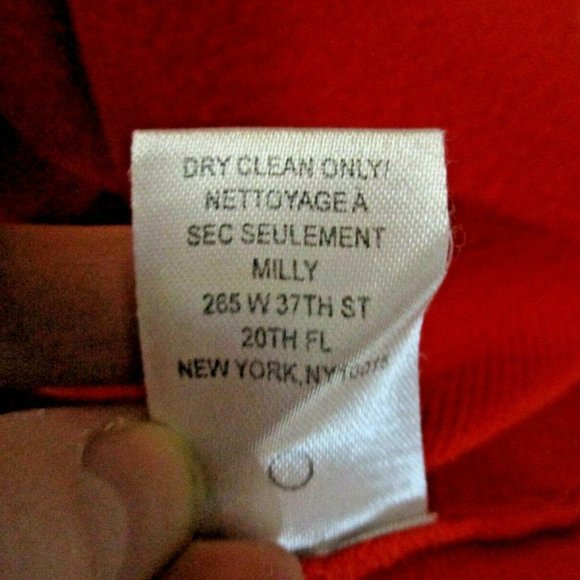 DRY CLEAN ONLY/
NETTOYAGE À
SEC SEULEMENT
MILLY
265 W 37TH ST
20TH FL
NEW YORK, NY